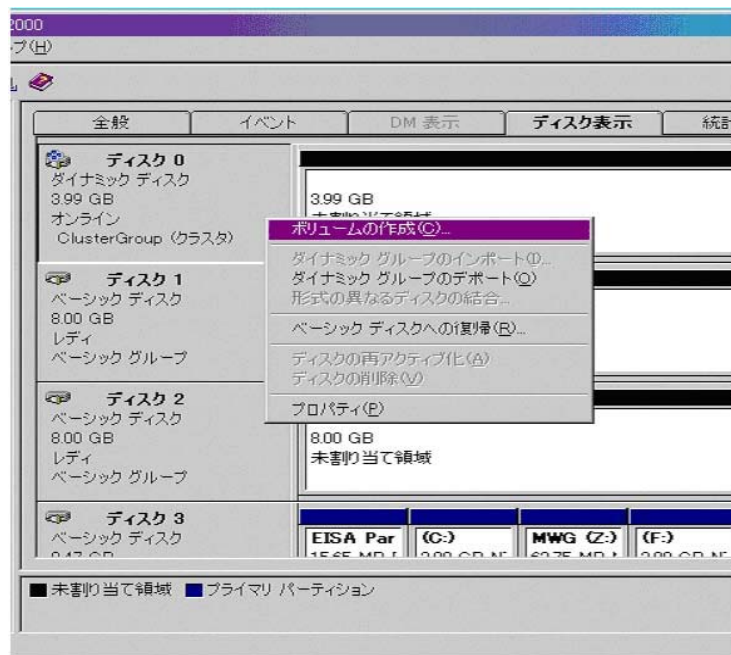 2000
プ(H)
全般 イベント DM 表示 ディスク表示 統計
ディスク 0
ダイナミック ディスク
3.99 GB
オンライン
ClusterGroup (クラスタ)
3.99 GB
未割り当て領域
ボリュームの作成(C)...
ダイナミック グループのインポート(I)...
ダイナミック グループのデポート(O)
形式の異なるディスクの結合...
ベーシック ディスクへの復帰(R)...
ディスクの再アクティブ化(A)
ディスクの削除(V)
プロパティ(P)
ディスク 1
ベーシック ディスク
8.00 GB
レディ
ベーシック グループ
ディスク 2
ベーシック ディスク
8.00 GB
レディ
ベーシック グループ
8.00 GB
未割り当て領域
ディスク 3
ベーシック ディスク
EISA Par (C:) MWG (Z:) (F:)
未割り当て領域 プライマリ パーティション